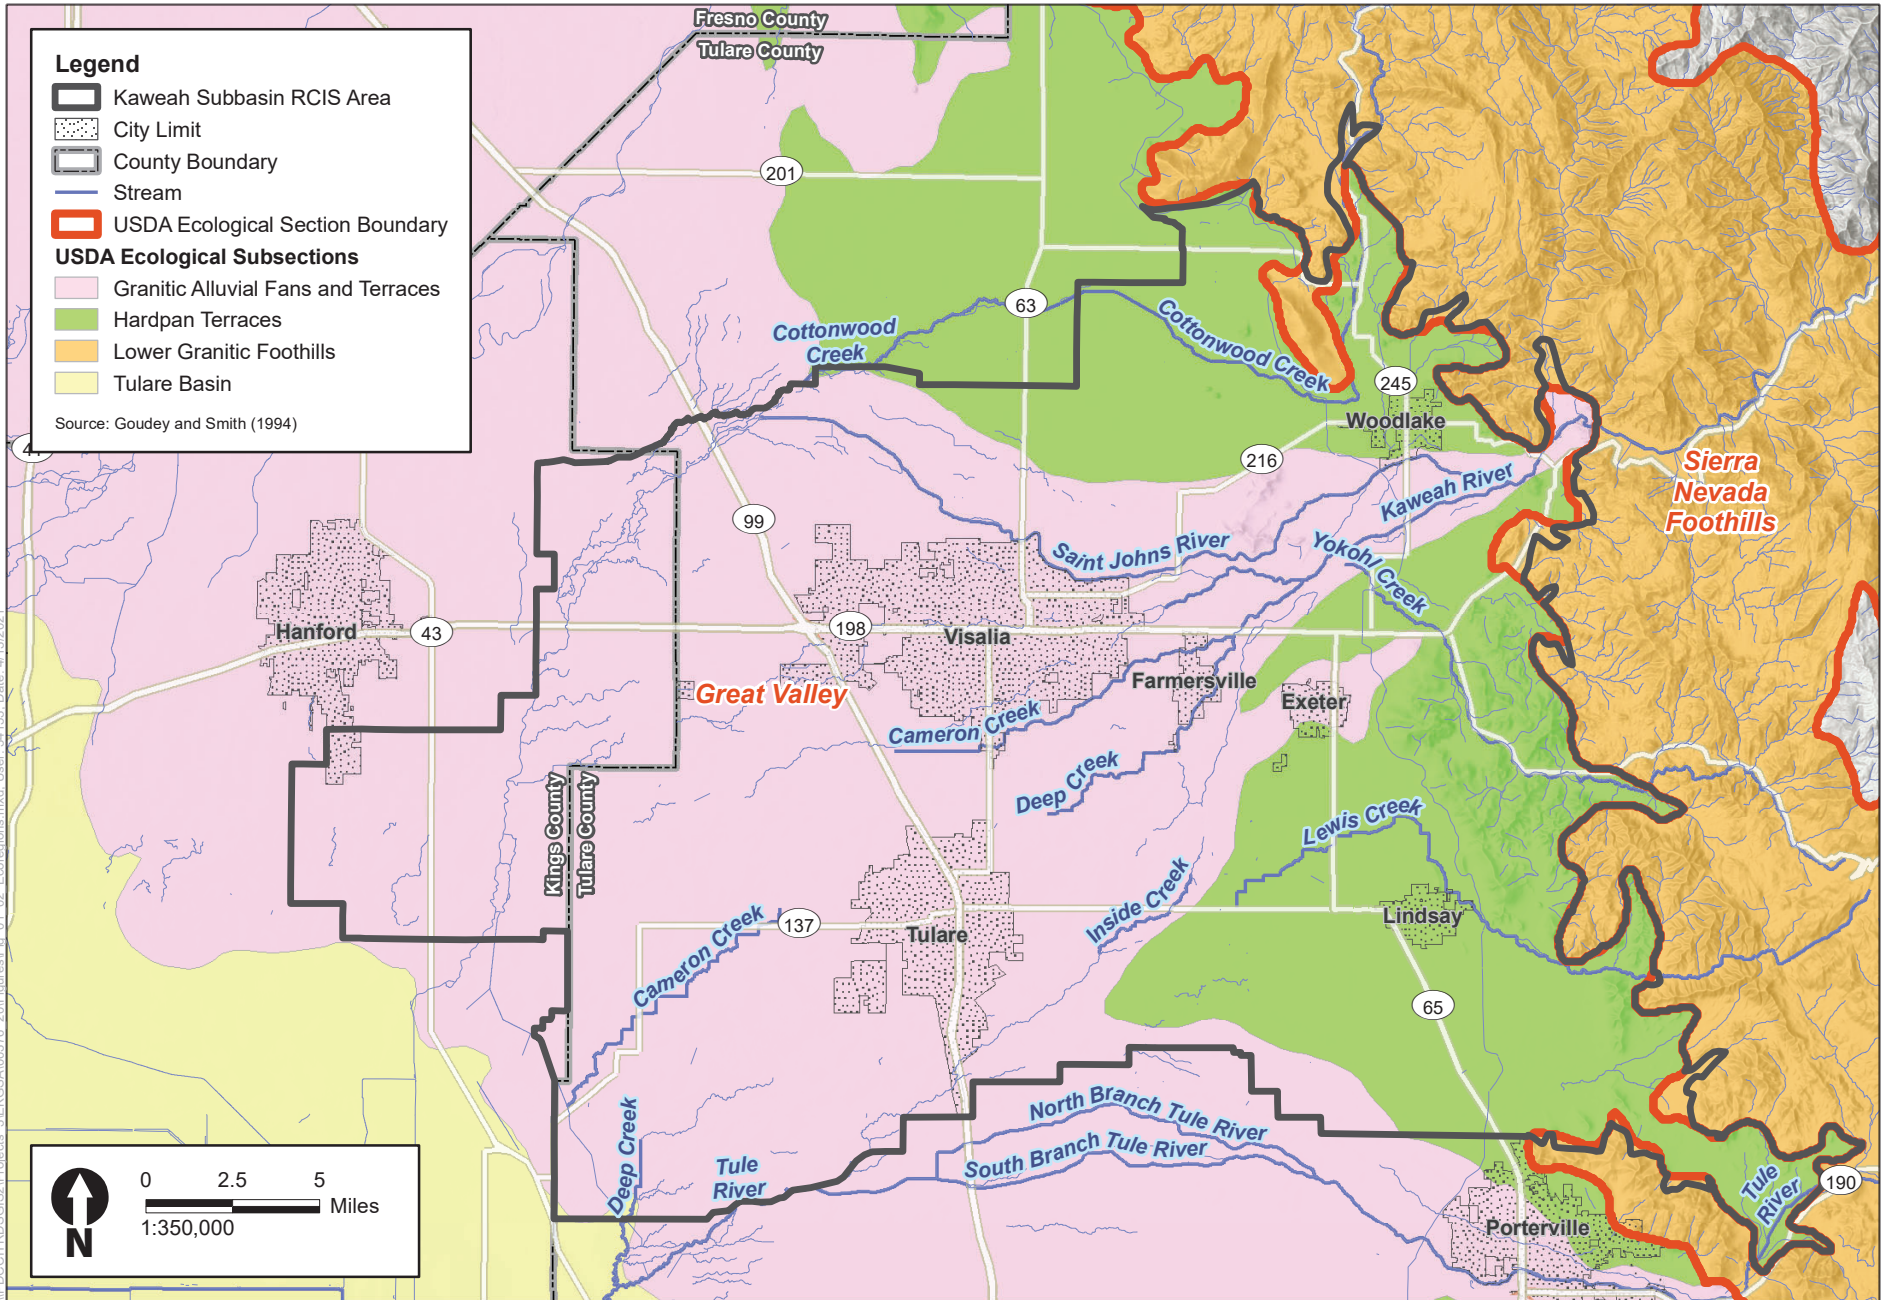 Fresno County
Tulare County
Legend
Kaweah Subbasin RCIS Area
City Limit
County Boundary
Stream
USDA Ecological Section Boundary
USDA Ecological Subsections
Granitic Alluvial Fans and Terraces
Hardpan Terraces
Lower Granitic Foothills
Tulare Basin
Source: Goudey and Smith (1994)
201
63
Cottonwood
Creek
Cottonwood Creek
245
Woodlake
216
Sierra
Nevada
Foothills
Kaweah River
99
Saint Johns River
Yokohl Creek
Hanford
43
198
Visalia
Farmersville
Exeter
Great Valley
Cameron Creek
Deep Creek
Kings County
Tulare County
Lewis Creek
Inside Creek
Lindsay
Cameron Creek
137
Tulare
65
North Branch Tule River
South Branch Tule River
Deep Creek
Tule
River
Tule
River
190
Porterville
0 2.5 5
Miles
1:350,000
N